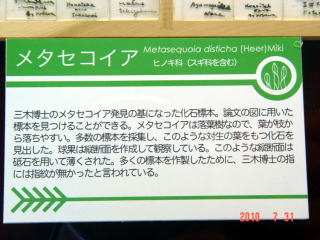 メタセコイア Metasequoia disticha (Heer) Miki
ヒノキ科（スギ科を含む）
三木博士のメタセコイア発見の基になった化石標本。論文の図に用いた
標本を見つけることができる。メタセコイアは落葉樹なので、葉が枝から
落ちやすい。多数の標本を採集し、このような対生の葉をもつ化石を
見出した。球果は縦断面を作成して観察している。このような縦断面は
砥石を用いて薄くされた。多くの標本を作製したために、三木博士の指
には指紋が無かったと言われている。
2010 7 31